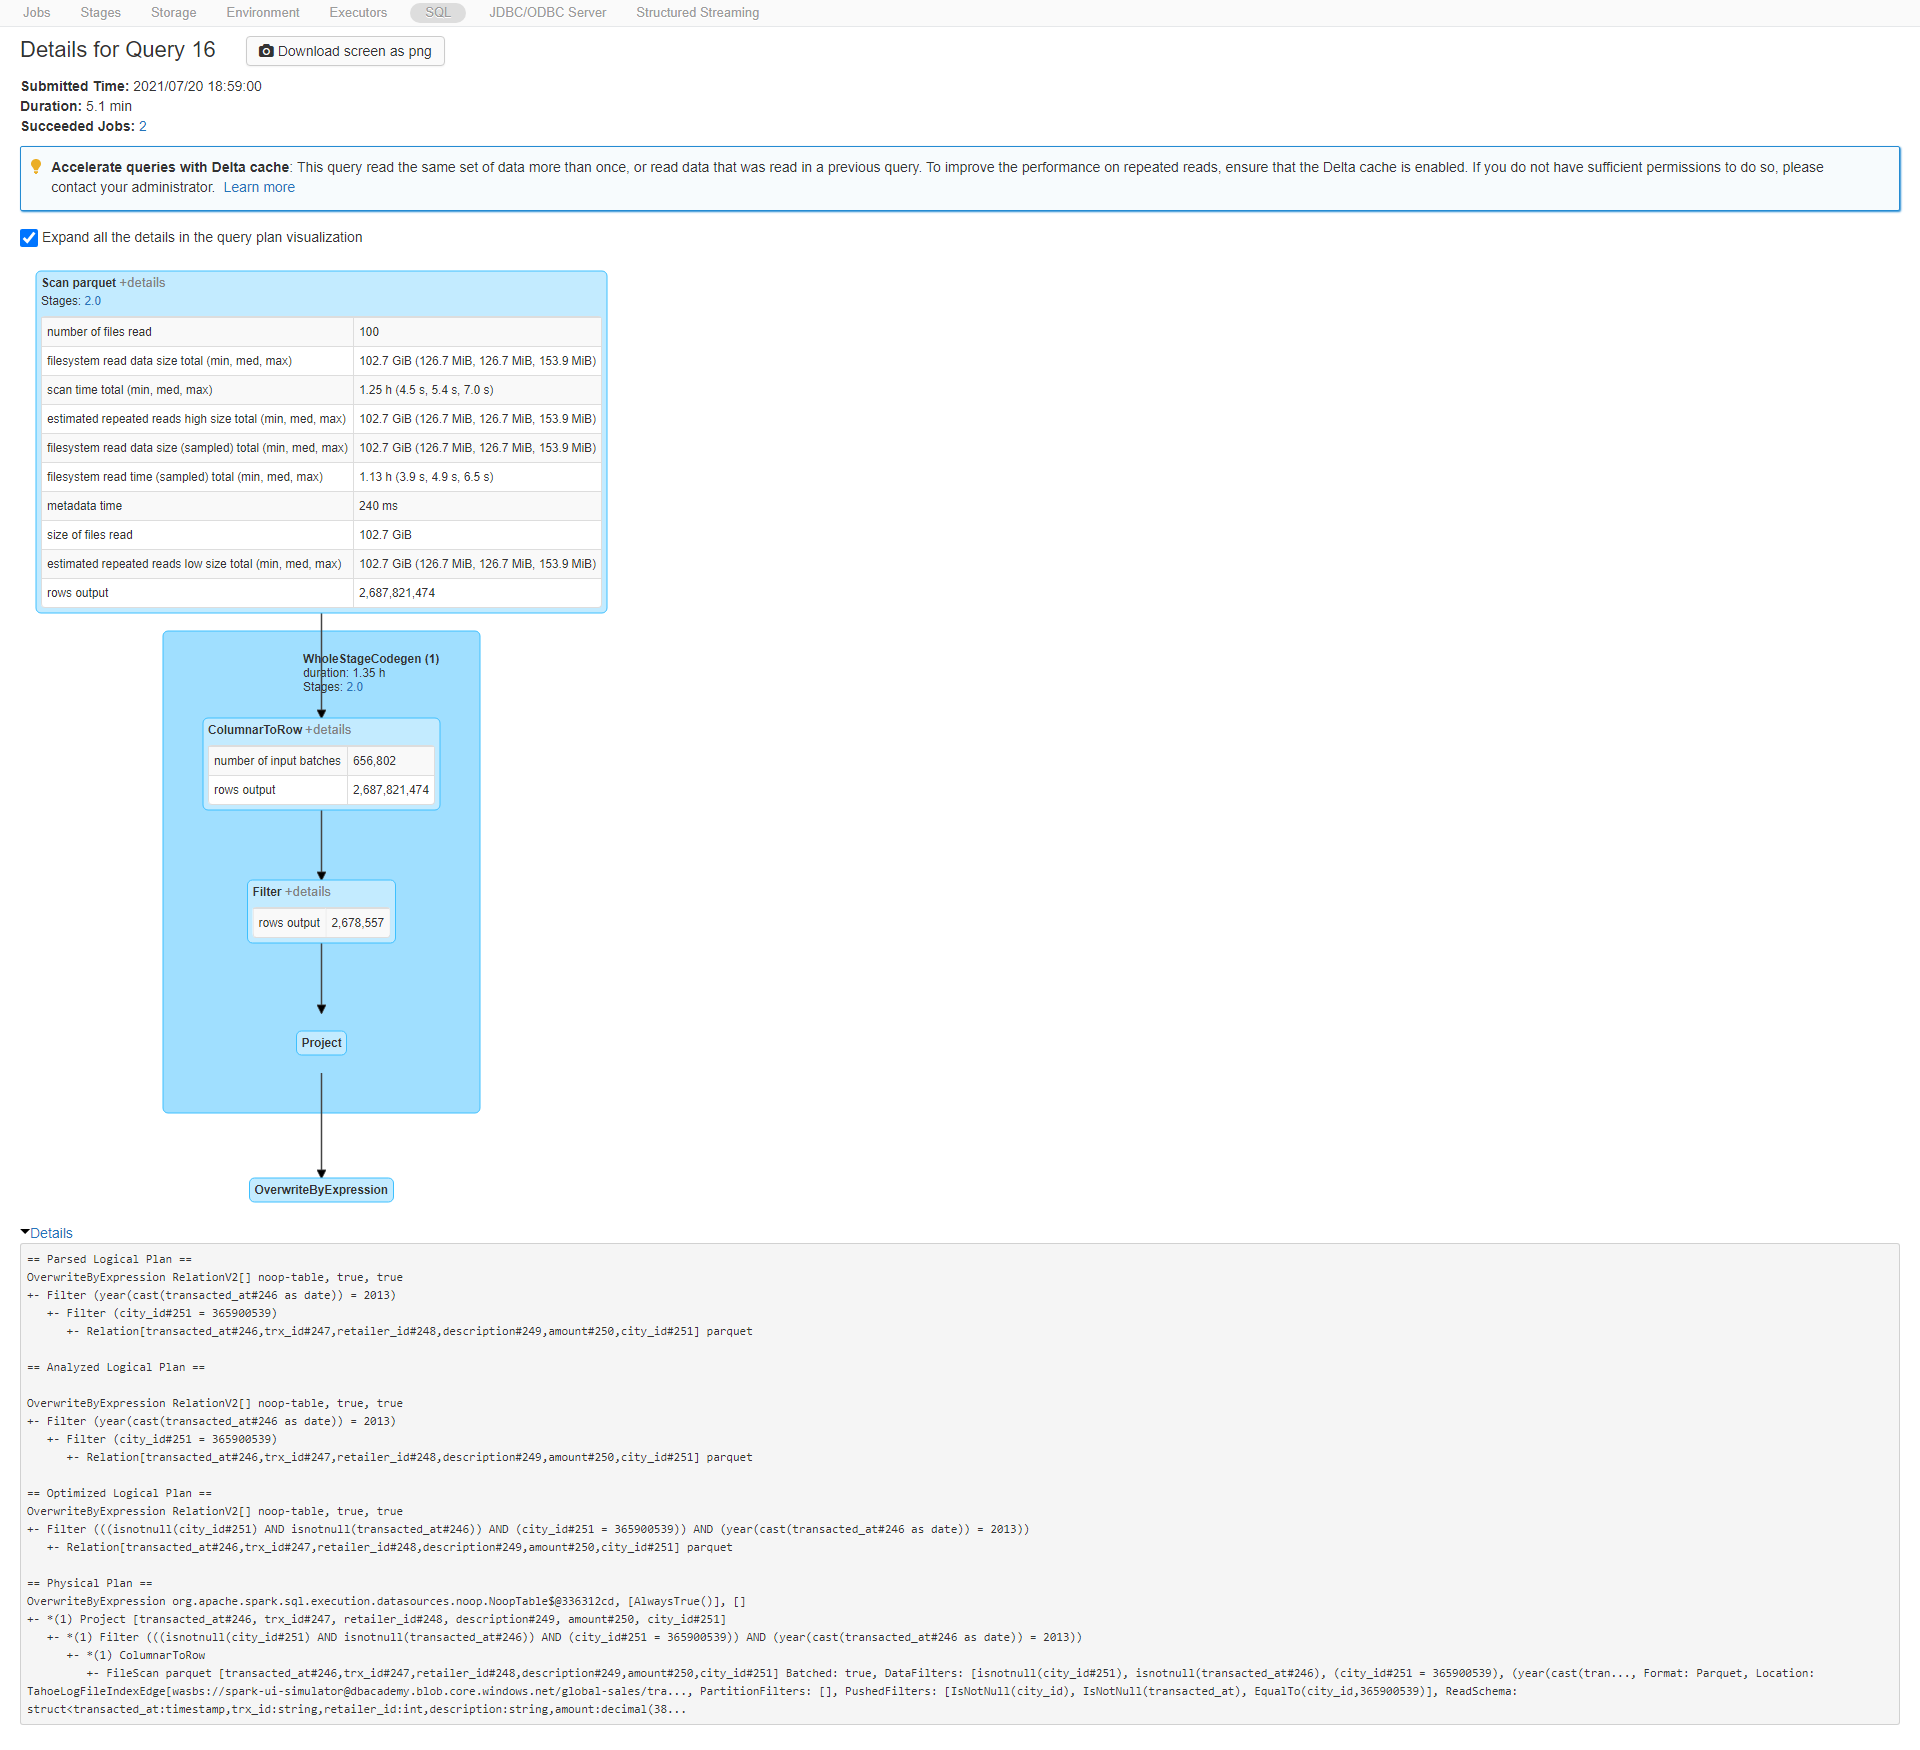 Jobs Stages Storage Environment Executors SQL JDBC/ODBC Server Structured Streaming
Details for Query 16 Download screen as png
Submitted Time: 2021/07/20 18:59:00
Duration: 5.1 min
Succeeded Jobs: 2
Accelerate queries with Delta cache: This query read the same set of data more than once, or read data that was read in a previous query. To improve the performance on repeated reads, ensure that the Delta cache is enabled. If you do not have sufficient permissions to do so, please
contact your administrator. Learn more
Expand all the details in the query plan visualization
Scan parquet +details
Stages: 2.0
number of files read 100
filesystem read data size total (min, med, max) 102.7 GiB (126.7 MiB, 126.7 MiB, 153.9 MiB)
scan time total (min, med, max) 1.25 h (4.5 s, 5.4 s, 7.0 s)
estimated repeated reads high size total (min, med, max) 102.7 GiB (126.7 MiB, 126.7 MiB, 153.9 MiB)
filesystem read data size (sampled) total (min, med, max) 102.7 GiB (126.7 MiB, 126.7 MiB, 153.9 MiB)
filesystem read time (sampled) total (min, med, max) 1.13 h (3.9 s, 4.9 s, 6.5 s)
metadata time 240 ms
size of files read 102.7 GiB
estimated repeated reads low size total (min, med, max) 102.7 GiB (126.7 MiB, 126.7 MiB, 153.9 MiB)
rows output 2,687,821,474
WholeStageCodegen (1)
duration: 1.35 h
Stages: 2.0
ColumnarToRow +details
number of input batches 656,802
rows output 2,687,821,474
Filter +details
rows output 2,678,557
Project
OverwriteByExpression
Details
== Parsed Logical Plan ==
OverwriteByExpression RelationV2[] noop-table, true, true
+- Filter (year(cast(transacted_at#246 as date)) = 2013)
   +- Filter (city_id#251 = 365900539)
      +- Relation[transacted_at#246,trx_id#247,retailer_id#248,description#249,amount#250,city_id#251] parquet
== Analyzed Logical Plan ==
OverwriteByExpression RelationV2[] noop-table, true, true
+- Filter (year(cast(transacted_at#246 as date)) = 2013)
   +- Filter (city_id#251 = 365900539)
      +- Relation[transacted_at#246,trx_id#247,retailer_id#248,description#249,amount#250,city_id#251] parquet
== Optimized Logical Plan ==
OverwriteByExpression RelationV2[] noop-table, true, true
+- Filter (((isnotnull(city_id#251) AND isnotnull(transacted_at#246)) AND (city_id#251 = 365900539)) AND (year(cast(transacted_at#246 as date)) = 2013))
   +- Relation[transacted_at#246,trx_id#247,retailer_id#248,description#249,amount#250,city_id#251] parquet
== Physical Plan ==
OverwriteByExpression org.apache.spark.sql.execution.datasources.noop.NoopTable$@336312cd, [AlwaysTrue()], []
+- *(1) Project [transacted_at#246, trx_id#247, retailer_id#248, description#249, amount#250, city_id#251]
   +- *(1) Filter (((isnotnull(city_id#251) AND isnotnull(transacted_at#246)) AND (city_id#251 = 365900539)) AND (year(cast(transacted_at#246 as date)) = 2013))
      +- *(1) ColumnarToRow
         +- FileScan parquet [transacted_at#246,trx_id#247,retailer_id#248,description#249,amount#250,city_id#251] Batched: true, DataFilters: [isnotnull(city_id#251), isnotnull(transacted_at#246), (city_id#251 = 365900539), (year(cast(tran..., Format: Parquet, Location:
TahoeLogFileIndexEdge[wasbs://spark-ui-simulator@dbacademy.blob.core.windows.net/global-sales/tra..., PartitionFilters: [], PushedFilters: [IsNotNull(city_id), IsNotNull(transacted_at), EqualTo(city_id,365900539)], ReadSchema:
struct<transacted_at:timestamp,trx_id:string,retailer_id:int,description:string,amount:decimal(38...